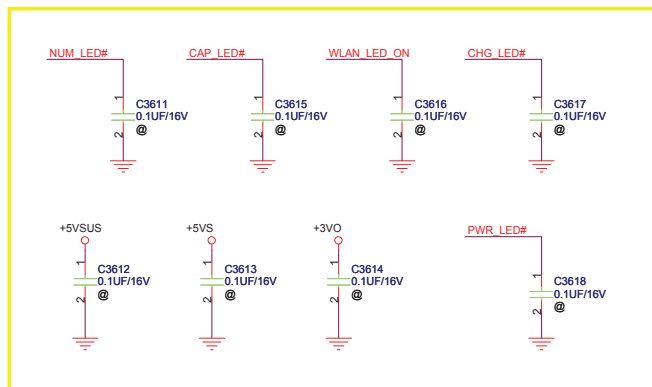 NUM_LED# CAP_LED# WLAN_LED_ON CHG_LED#
1 C3611 1 C3615 1 C3616 1 C3617
0.1UF/16V 0.1UF/16V 0.1UF/16V 0.1UF/16V
2 @ 2 @ 2 @ 2 @
+5VSUS +5VS +3VO PWR_LED#
1 C3612 1 C3613 1 C3614 1 C3618
0.1UF/16V 0.1UF/16V 0.1UF/16V 0.1UF/16V
2 @ 2 @ 2 @ 2 @